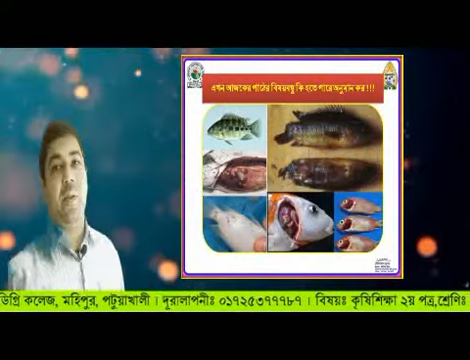 এখন আজকের পাঠের বিষয়বস্তু কি হতে পারে অনুমান কর!!!
ডিগ্রি কলেজ, মহিপুর, পটুয়াখালী । দূরালাপনীঃ ০১৭২৫৩৭৭৭৮৭ । বিষয়ঃ কৃষিশিক্ষা ২য় পত্র,শ্রেণিঃ